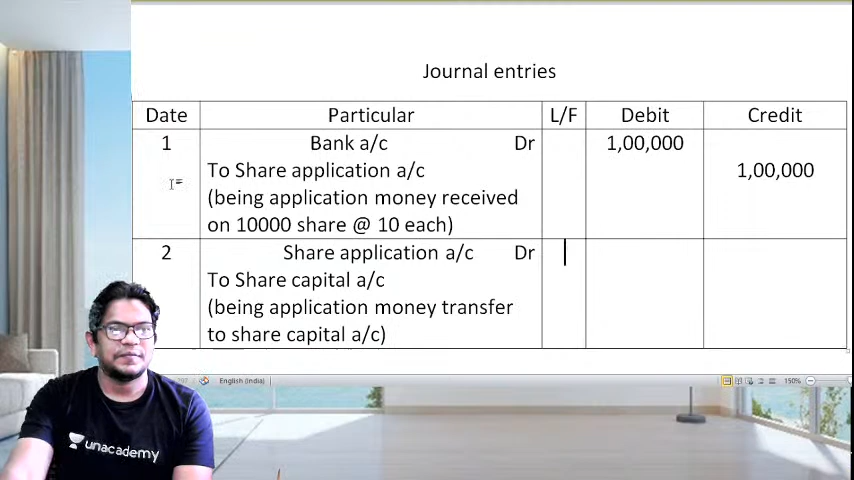 Journal entries
Date Particular L/F Debit Credit
1 Bank a/c Dr 1,00,000
To Share application a/c 1,00,000
(being application money received
on 10000 share @ 10 each)
2 Share application a/c Dr
To Share capital a/c
(being application money transfer
to share capital a/c)
English (India) 150%
unacademy